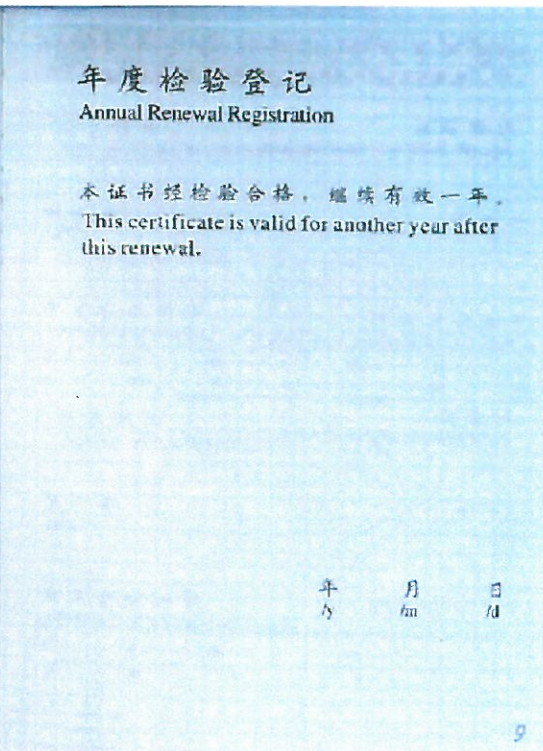 年度检验登记
Annual Renewal Registration
本证书经检验合格，继续有效一年。
This certificate is valid for another year after
this renewal.
年 月 日
/y /m /d
9